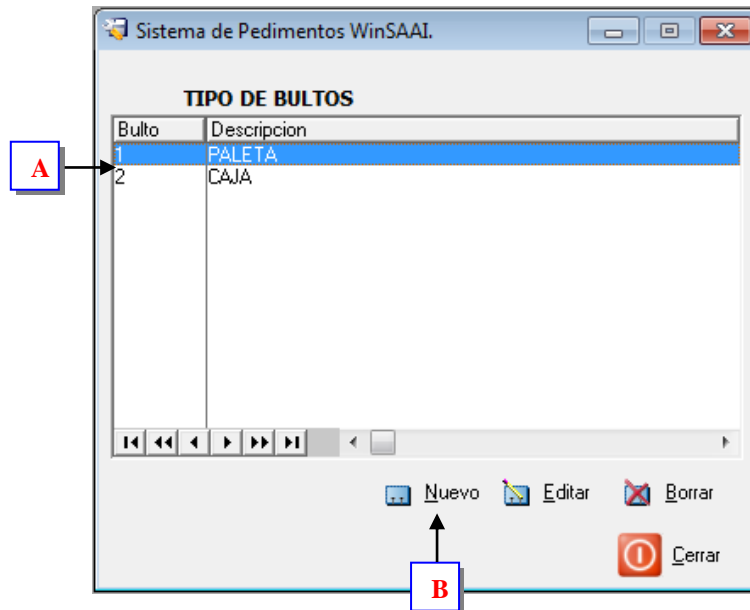 Sistema de Pedimentos WinSAAI.
TIPO DE BULTOS
Bulto Descripcion
1 PALETA
A
2 CAJA
Nuevo Editar Borrar
Cerrar
B